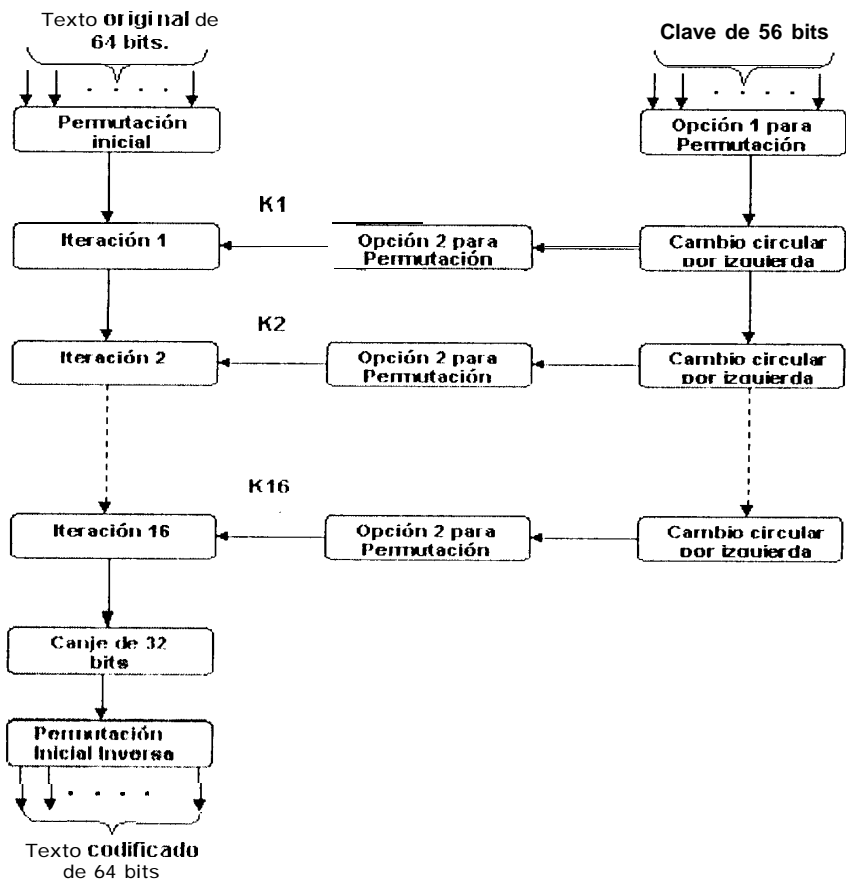 Texto original de
64 bits.
Clave de 56 bits
Permutación
inicial
Opción 1 para
Permutación
K1
Iteración 1
Opción 2 para
Permutación
Cambio circular
por izquierda
K2
Iteración 2
Opción 2 para
Permutación
Cambio circular
por izquierda
K16
Iteración 16
Opción 2 para
Permutación
Cambio circular
por izquierda
Canje de 32
bits
Permutación
Inicial Inversa
Texto codificado
de 64 bits